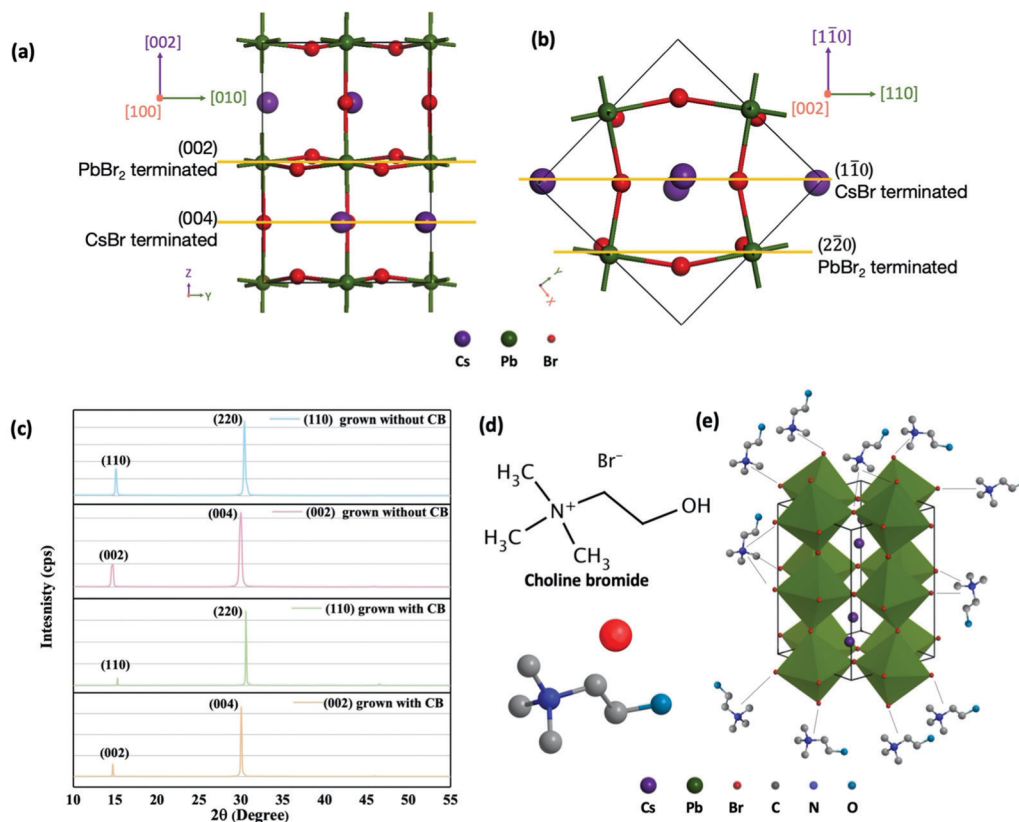 (a)
[002]
[100]
[010]
(002)
PbBr₂ terminated
(004)
CsBr terminated
Z
Y
(b)
[11̄0]
[002]
[110]
(11̄0)
CsBr terminated
(22̄0)
PbBr₂ terminated
Y
X
Cs
Pb
Br
(c)
Intesnisty (cps)
(110)
(220)
(110) grown without CB
(002)
(004)
(002) grown without CB
(110)
(220)
(110) grown with CB
(002)
(004)
(002) grown with CB
10
15
20
25
30
35
40
45
50
55
2θ (Degree)
(d)
H₃C
Br⁻
N⁺
OH
H₃C
CH₃
Choline bromide
(e)
Cs
Pb
Br
C
N
O